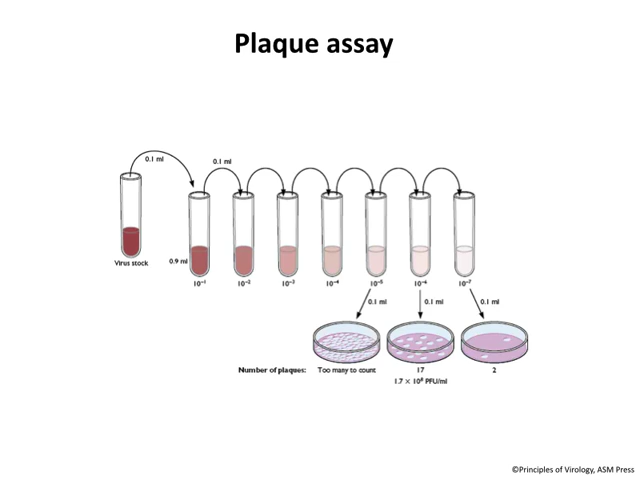 Plaque assay
0.1 ml
0.1 ml
Virus stock
0.9 ml
10⁻¹ 10⁻² 10⁻³ 10⁻⁴ 10⁻⁵ 10⁻⁶ 10⁻⁷
0.1 ml 0.1 ml 0.1 ml
Number of plaques: Too many to count 17 2
1.7 × 10⁸ PFU/ml
©Principles of Virology, ASM Press